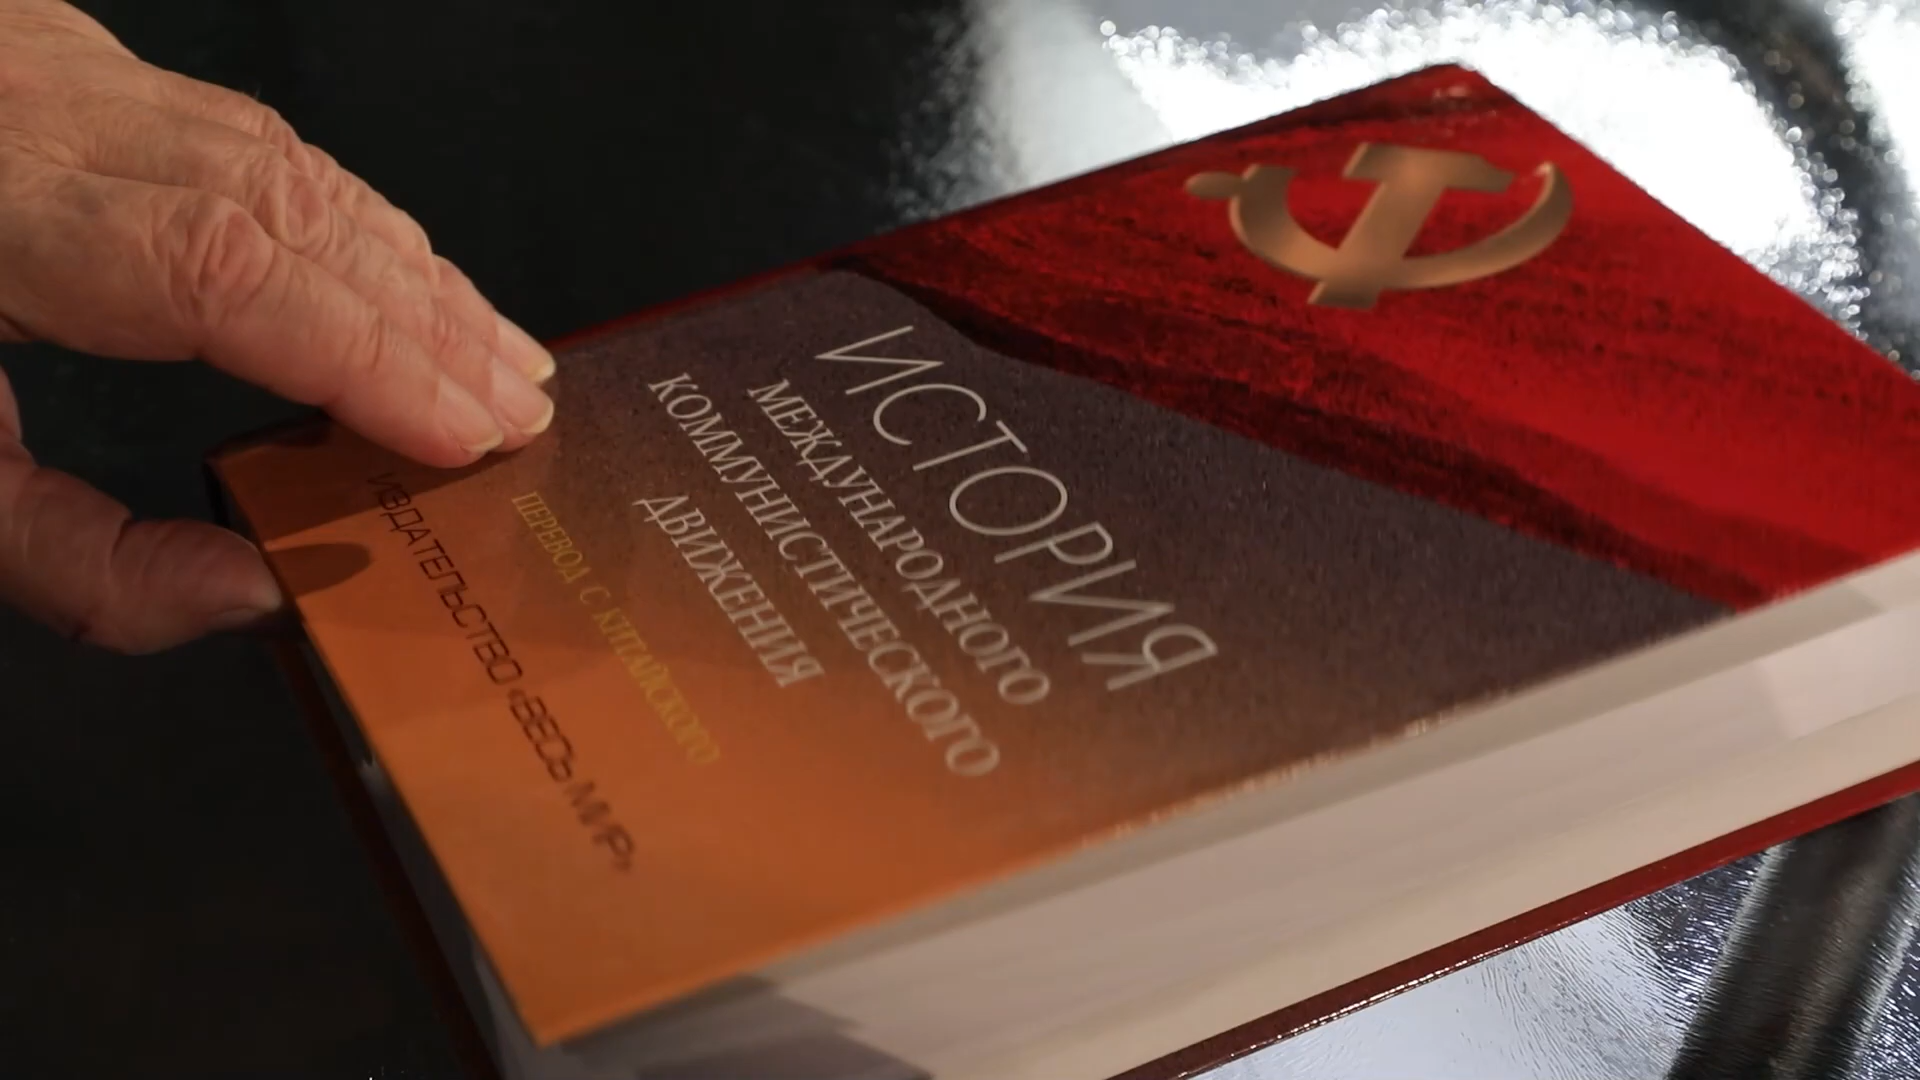 ИСТОРИЯ
МЕЖДУНАРОДНОГО
КОММУНИСТИЧЕСКОГО
ДВИЖЕНИЯ
ПЕРЕВОД С КИТАЙСКОГО
ИЗДАТЕЛЬСТВО «ВЕСЬ МИР»